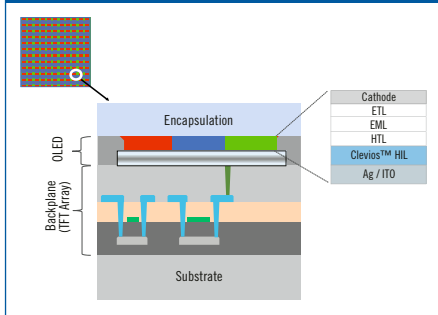 Encapsulation
OLED
Backplane
(TFT Array)
Substrate
Cathode
ETL
EML
HTL
Clevios™ HIL
Ag / ITO